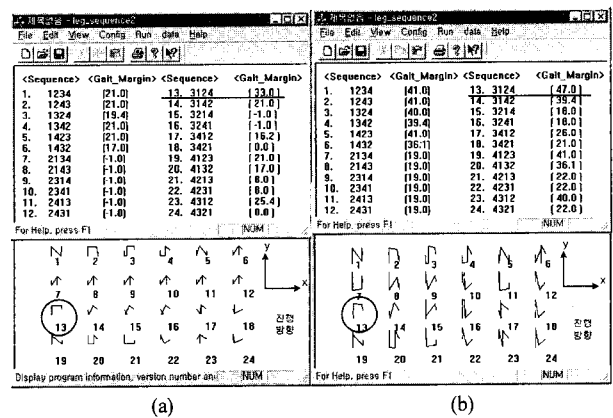 제목없음 - leg_sequence2
File Edit View Config Run data Help
<Sequence> <Gait_Margin> <Sequence> <Gait_Margin>
1. 1234 [21.0] 13. 3124 [33.0]
2. 1243 [21.0] 14. 3142 [21.0]
3. 1324 [19.4] 15. 3214 [-1.0]
4. 1342 [21.0] 16. 3241 [-1.0]
5. 1423 [21.0] 17. 3412 [16.2]
6. 1432 [17.0] 18. 3421 [0.0]
7. 2134 [-1.0] 19. 4123 [21.0]
8. 2143 [-1.0] 20. 4132 [17.0]
9. 2314 [-1.0] 21. 4213 [8.0]
10. 2341 [-1.0] 22. 4231 [8.0]
11. 2413 [-1.0] 23. 4312 [25.4]
12. 2431 [-1.0] 24. 4321 [8.0]
For Help, press F1 NUM
1 2 3 4 5 6 y
7 8 9 10 11 12 x
13 14 15 16 17 18 진행
방향
19 20 21 22 23 24
Display program information, version number and NUM
(a)
제목없음 - leg_sequence2
File Edit View Config Run data Help
<Sequence> <Gait_Margin> <Sequence> <Gait_Margin>
1. 1234 [41.0] 13. 3124 [47.0]
2. 1243 [41.0] 14. 3142 [39.4]
3. 1324 [40.0] 15. 3214 [18.0]
4. 1342 [39.4] 16. 3241 [18.0]
5. 1423 [41.0] 17. 3412 [26.0]
6. 1432 [36.1] 18. 3421 [21.0]
7. 2134 [19.0] 19. 4123 [41.0]
8. 2143 [19.0] 20. 4132 [36.1]
9. 2314 [19.0] 21. 4213 [22.0]
10. 2341 [19.0] 22. 4231 [22.0]
11. 2413 [19.0] 23. 4312 [40.0]
12. 2431 [19.0] 24. 4321 [22.0]
For Help, press F1 NUM
1 2 3 4 5 6 y
7 8 9 10 11 12 x
13 14 15 16 17 18 진행
방향
19 20 21 22 23 24
For Help, press F1 NUM
(b)